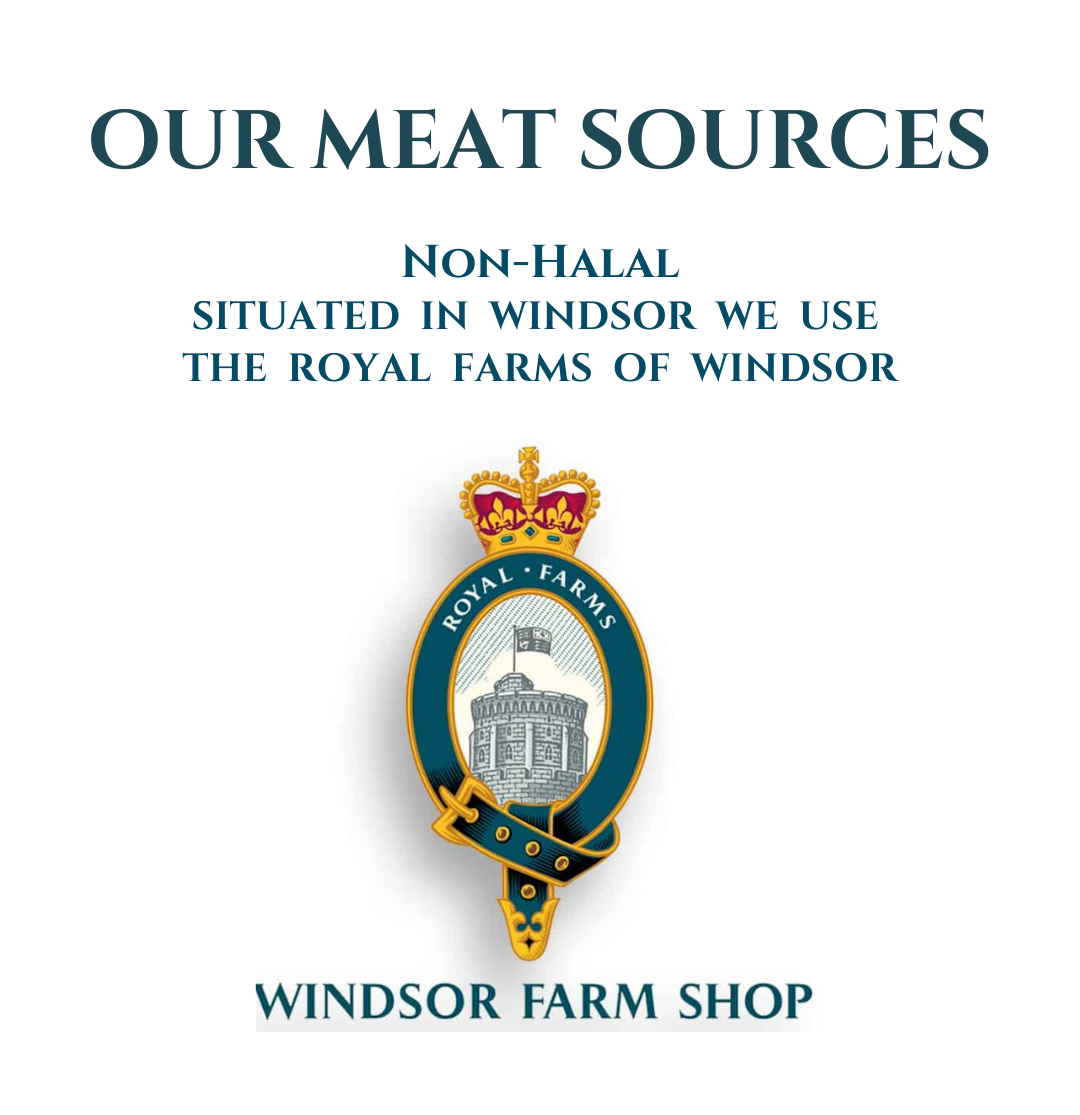 OUR MEAT SOURCES
NON-HALAL
SITUATED IN WINDSOR WE USE
THE ROYAL FARMS OF WINDSOR
ROYAL · FARMS
WINDSOR FARM SHOP